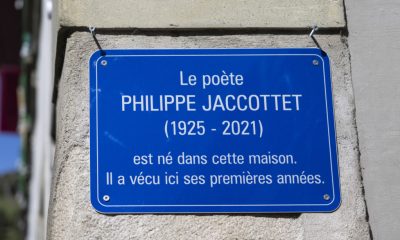 Le poète
PHILIPPE JACCOTTET
(1925 - 2021)
est né dans cette maison.
Il a vécu ici ses premières années.